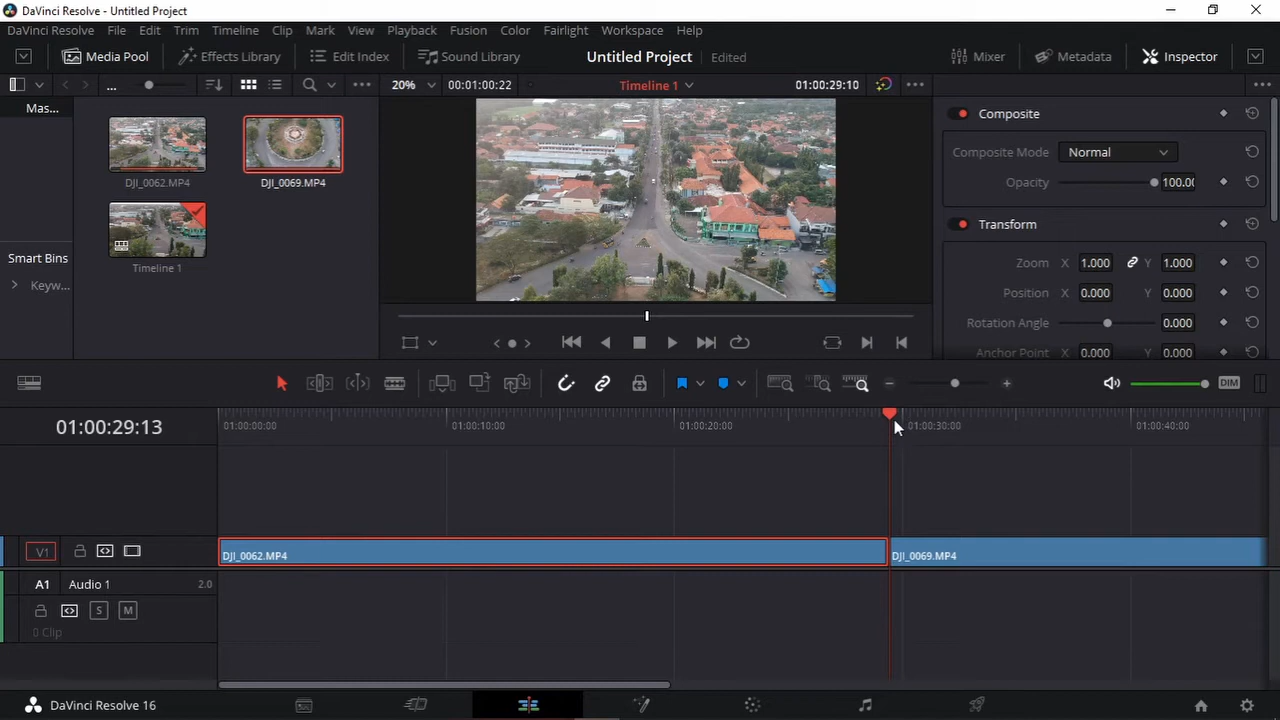 DaVinci Resolve - Untitled Project
DaVinci Resolve File Edit Trim Timeline Clip Mark View Playback Fusion Color Fairlight Workspace Help
Media Pool Effects Library Edit Index Sound Library Untitled Project Edited Mixer Metadata Inspector
... 20% 00:01:00:22 Timeline 1 01:00:29:10
Mas...
DJI_0062.MP4 DJI_0069.MP4
Timeline 1
Smart Bins
Keyw...
Composite
Composite Mode Normal
Opacity 100.00
Transform
Zoom X 1.000 Y 1.000
Position X 0.000 Y 0.000
Rotation Angle 0.000
Anchor Point X 0.000 Y 0.000
DIM
01:00:29:13
01:00:00:00 01:00:10:00 01:00:20:00 01:00:30:00 01:00:40:00
V1 DJI_0062.MP4 DJI_0069.MP4
A1 Audio 1 2.0
S M
0 Clip
DaVinci Resolve 16